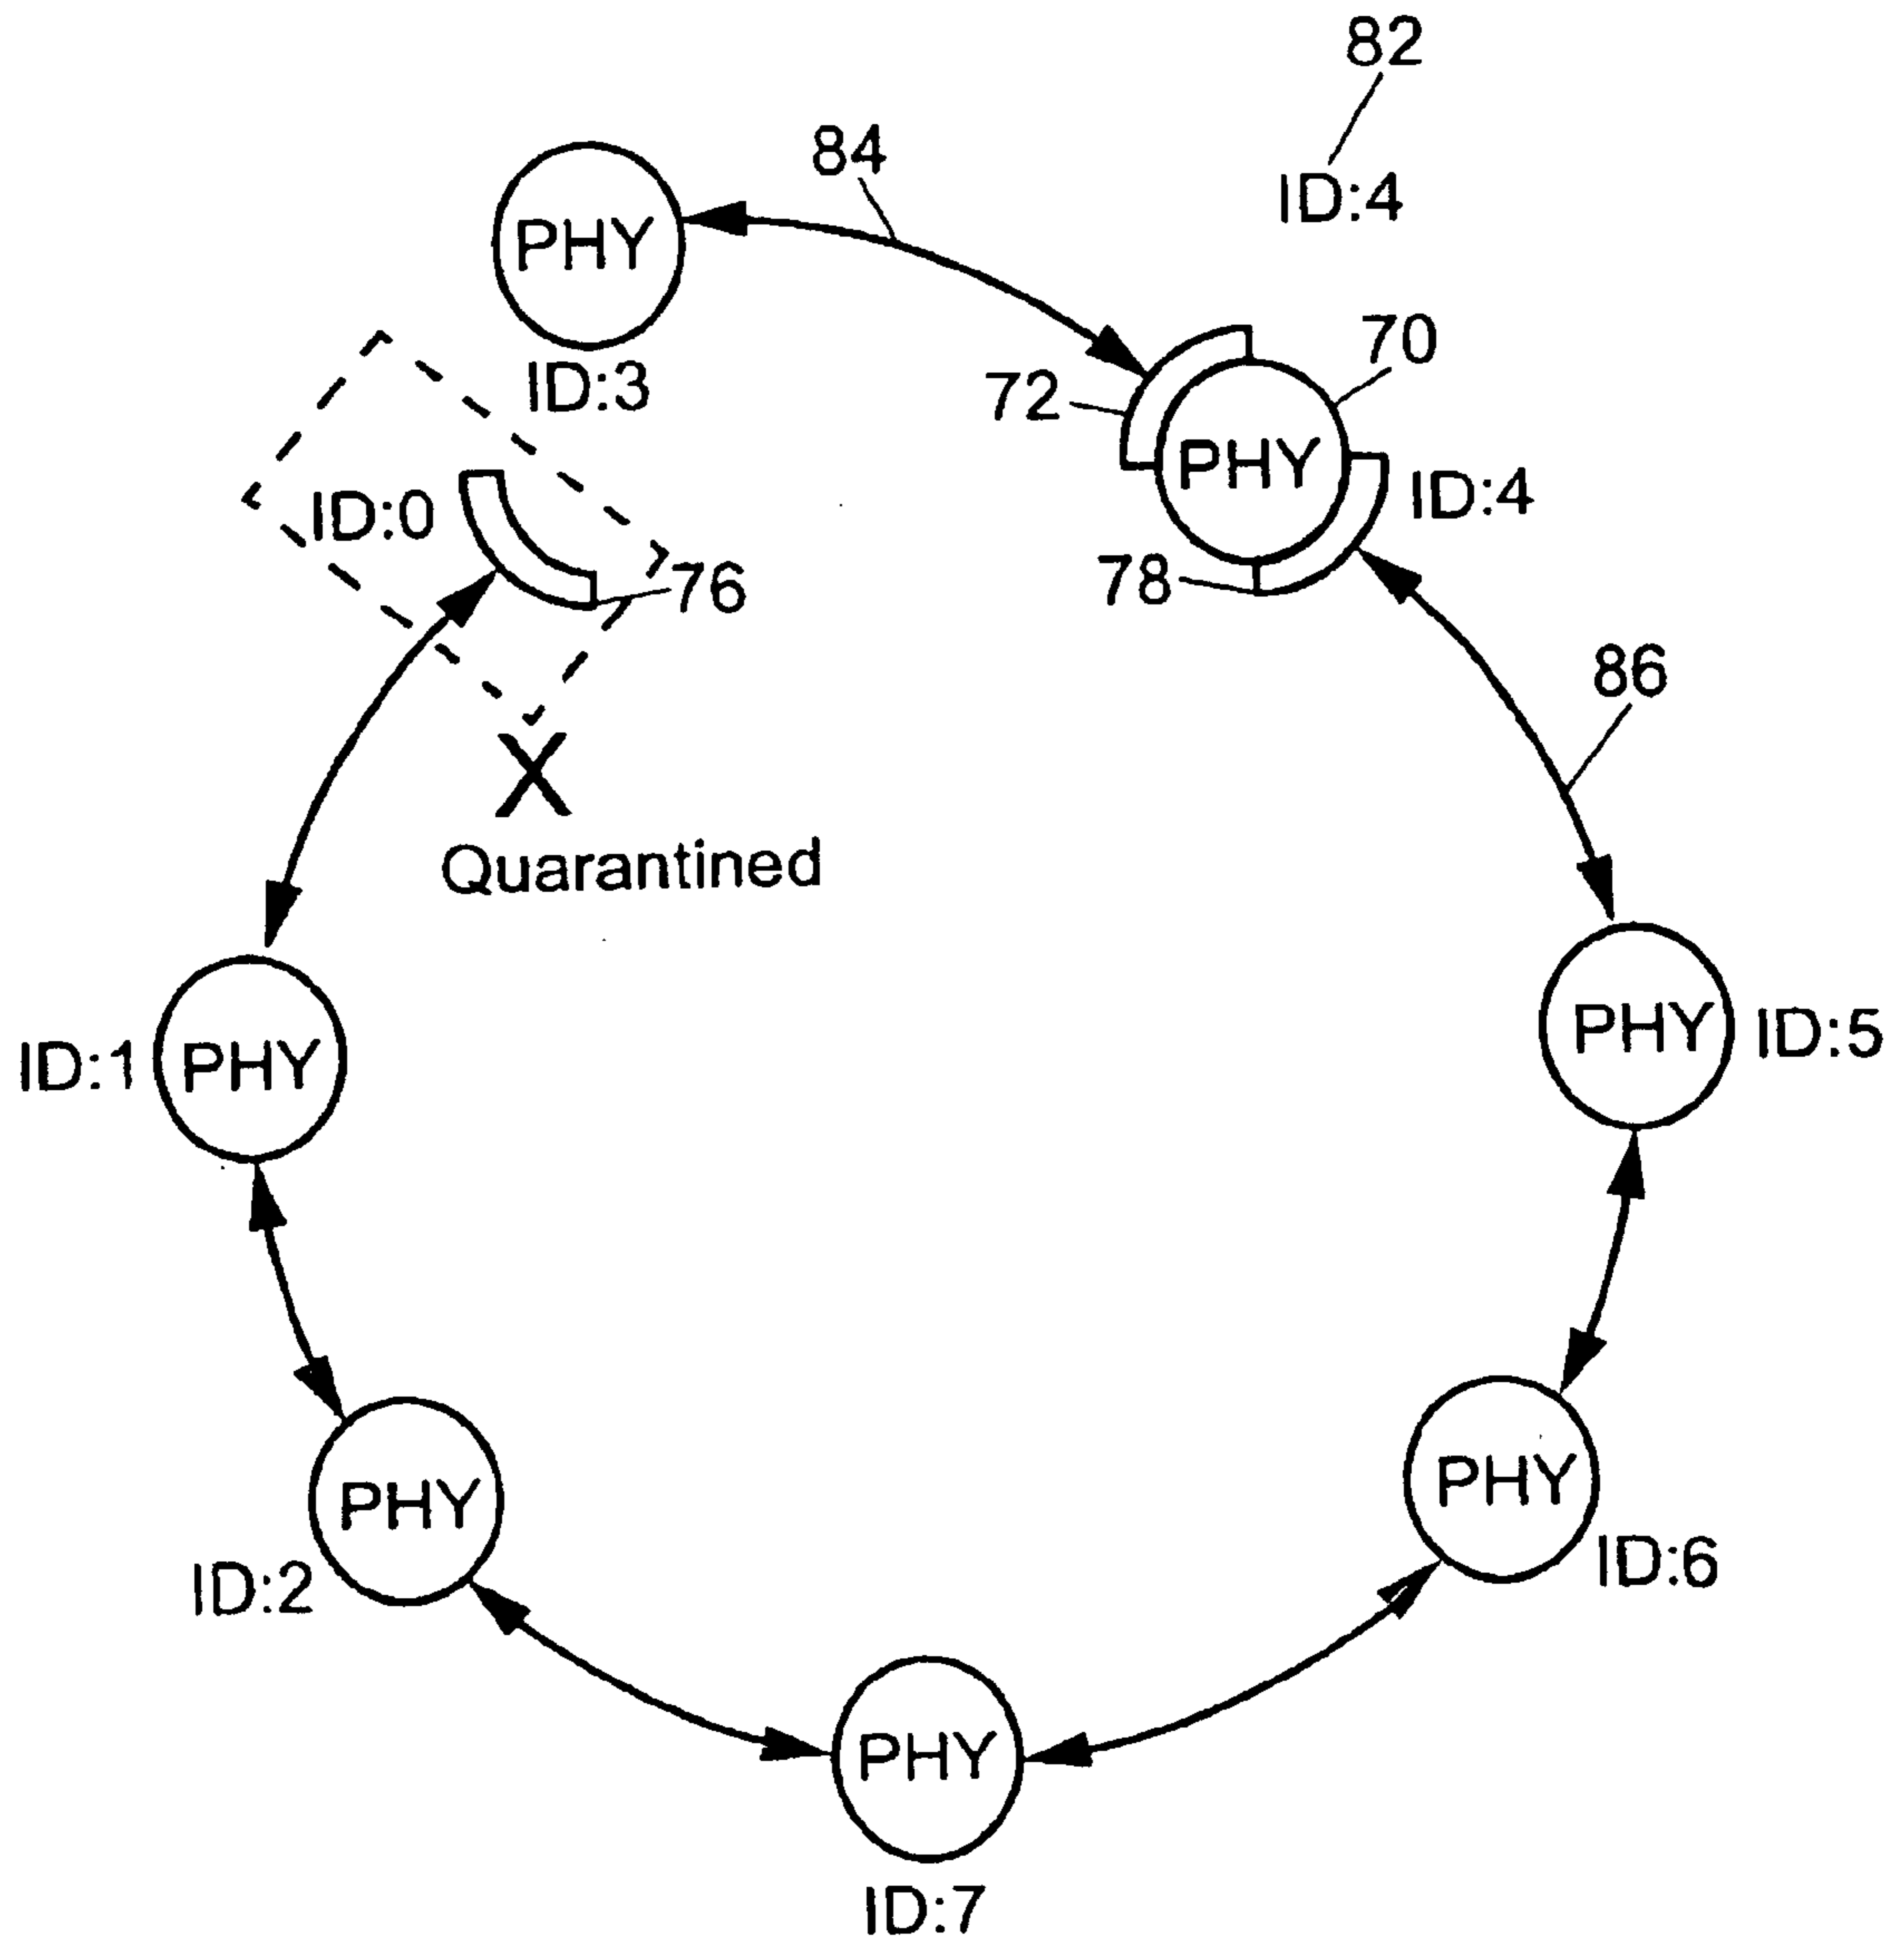 82
84
ID:4
PHY
70
ID:3
72
PHY
ID:4
ID:0
78
76
86
X
Quarantined
PHY
ID:5
ID:1
PHY
PHY
ID:6
PHY
ID:2
PHY
ID:7